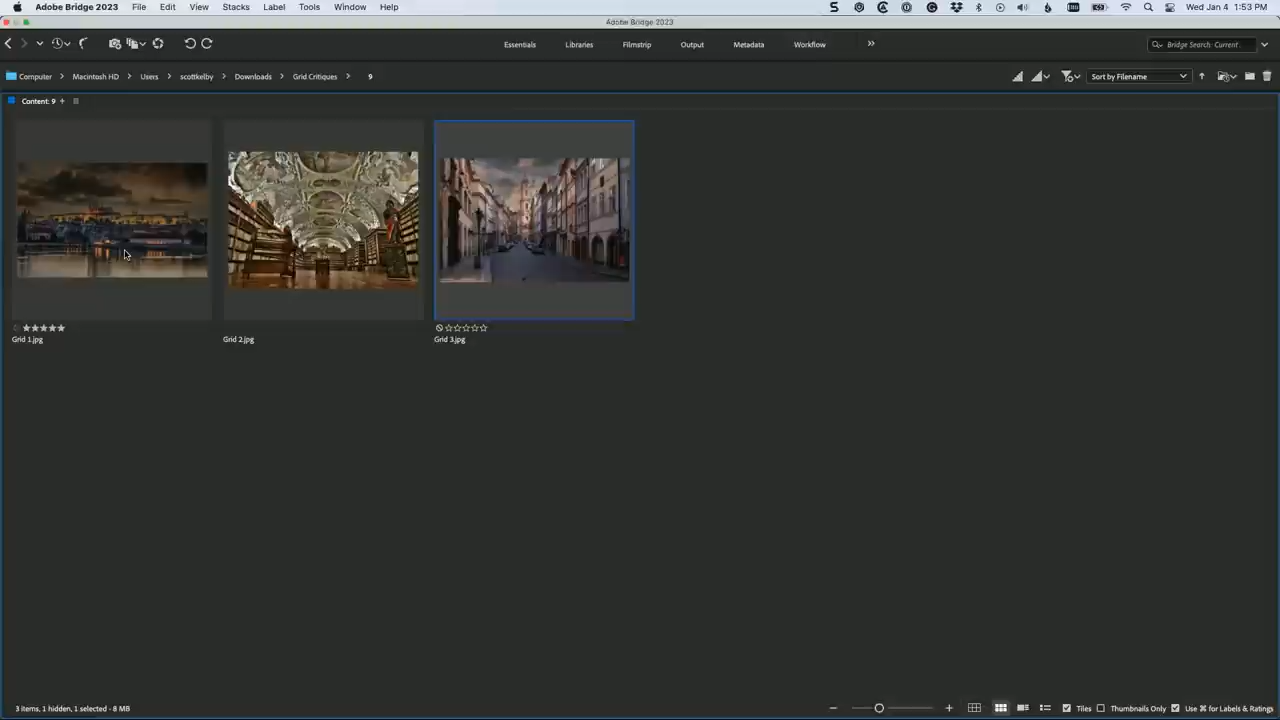 Adobe Bridge 2023 File Edit View Stacks Label Tools Window Help Wed Jan 4 1:53 PM
Adobe Bridge 2023
Essentials Libraries Filmstrip Output Metadata Workflow Bridge Search: Current
Computer Macintosh HD Users scottkelby Downloads Grid Critiques 9 Sort by Filename
Content: 9
Grid 1.jpg Grid 2.jpg Grid 3.jpg
3 items, 1 hidden, 1 selected - 8 MB Tiles Thumbnails Only Use ⌘ for Labels & Ratings